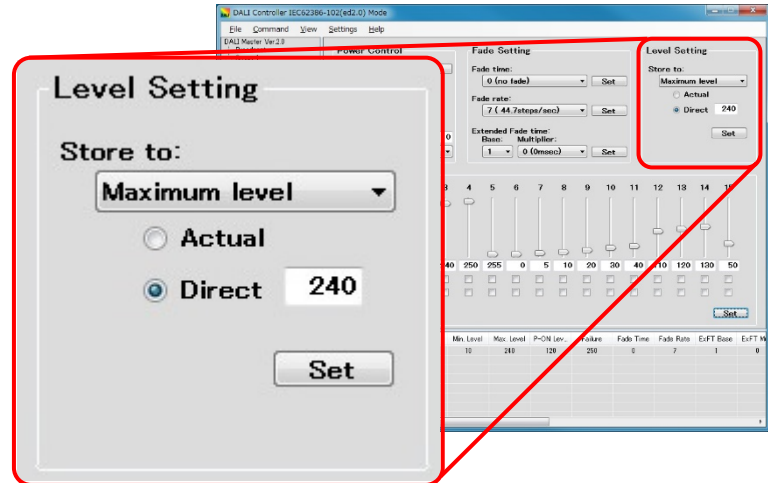 DALI Controller IEC62386-102(ed2.0) Mode
File Command View Settings Help
DALI Master Ver.2.0
Power Control
Fade Setting
Fade time:
0 (no fade) Set
Fade rate:
7 ( 44.7steps/sec) Set
Extended Fade time:
Base: Multiplier:
1 0 (0msec) Set
Level Setting
Store to:
Maximum level
Actual
Direct 240
Set
Level Setting
Store to:
Maximum level
Actual
Direct 240
Set
4 5 6 7 8 9 10 11 12 13 14 15
250 255 0 5 10 20 30 40 110 120 130 50
Set
Min. Level Max. Level P-ON Lev.. Failure Fade Time Fade Rate ExFT Base ExFT M
10 240 120 250 0 7 1 0